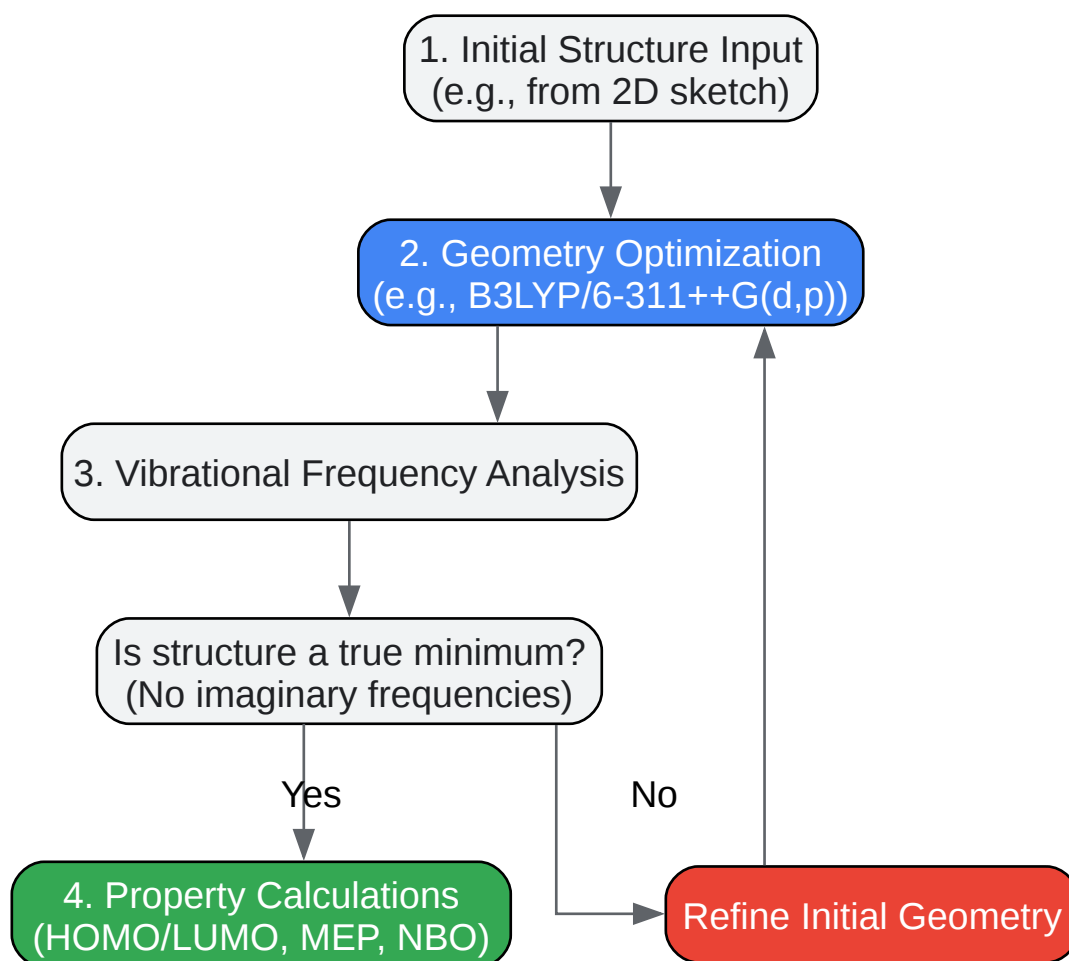 1. Initial Structure Input
(e.g., from 2D sketch)
2. Geometry Optimization
(e.g., B3LYP/6-311++G(d,p))
3. Vibrational Frequency Analysis
Is structure a true minimum?
(No imaginary frequencies)
Yes
No
4. Property Calculations
(HOMO/LUMO, MEP, NBO)
Refine Initial Geometry